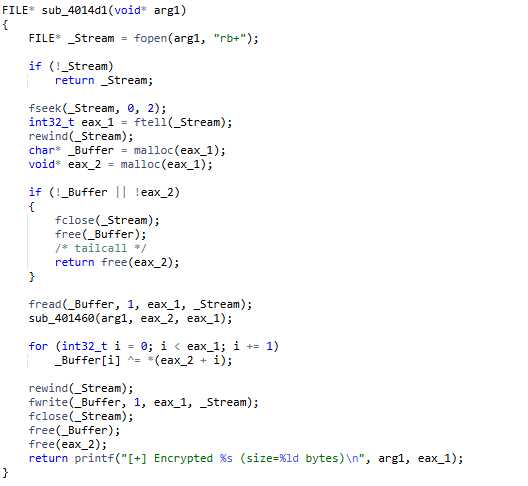 FILE* sub_4014d1(void* arg1)
{
FILE* _Stream = fopen(arg1, "rb+");
if (!_Stream)
return _Stream;
fseek(_Stream, 0, 2);
int32_t eax_1 = ftell(_Stream);
rewind(_Stream);
char* _Buffer = malloc(eax_1);
void* eax_2 = malloc(eax_1);
if (!_Buffer || !eax_2)
{
fclose(_Stream);
free(_Buffer);
/* tailcall */
return free(eax_2);
}
fread(_Buffer, 1, eax_1, _Stream);
sub_401460(arg1, eax_2, eax_1);
for (int32_t i = 0; i < eax_1; i += 1)
_Buffer[i] ^= *(eax_2 + i);
rewind(_Stream);
fwrite(_Buffer, 1, eax_1, _Stream);
fclose(_Stream);
free(_Buffer);
free(eax_2);
return printf("[+] Encrypted %s (size=%ld bytes)\n", arg1, eax_1);
}